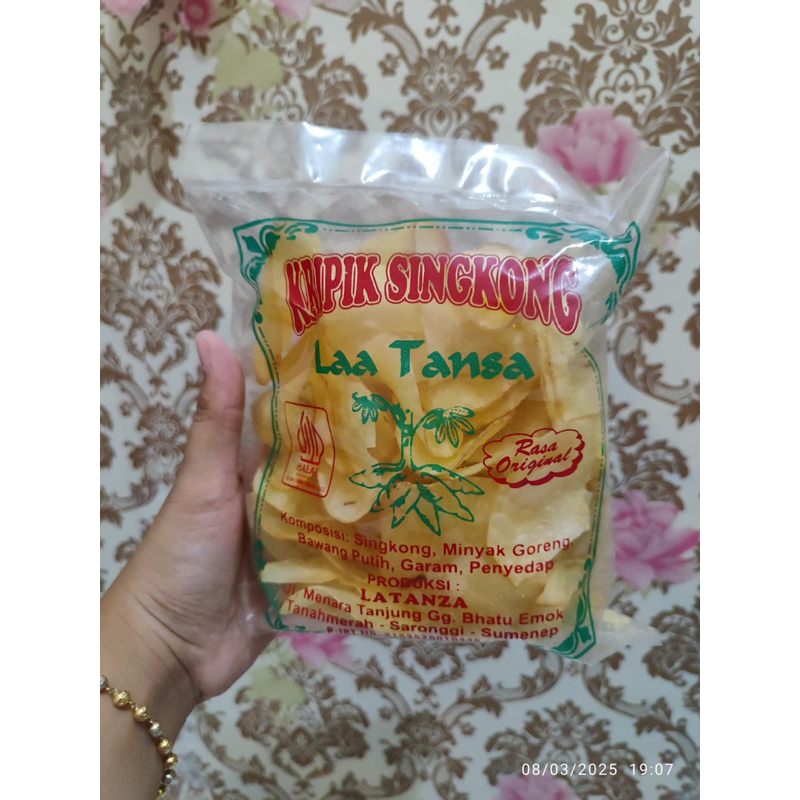 KRIPIK SINGKONG
Laa Tansa
HALAL
Rasa
Original
Komposisi: Singkong, Minyak Goreng,
Bawang Putih, Garam, Penyedap
PRODUKSI :
LATANZA
Jl. Menara Tanjung Gg. Bhatu Emok
Tanahmerah - Saronggi - Sumenep
08/03/2025 19:07